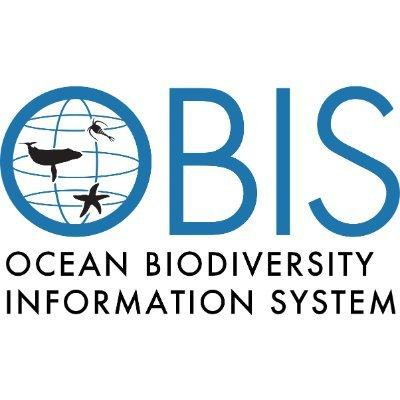 OBIS
OCEAN BIODIVERSITY
INFORMATION SYSTEM